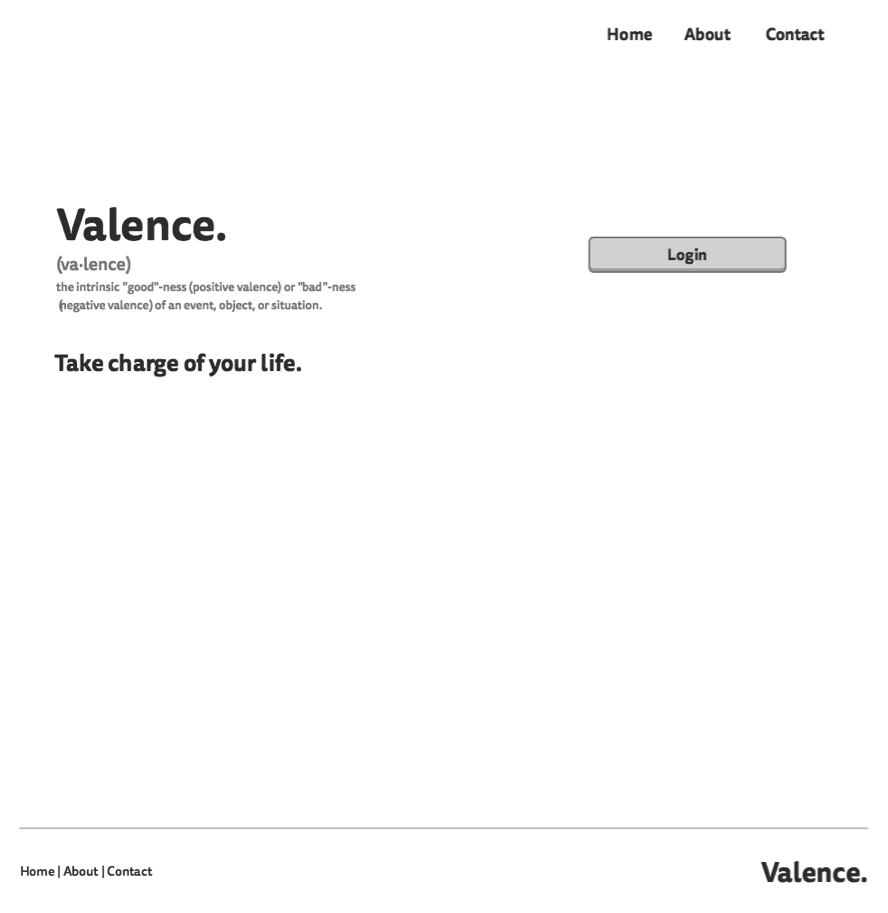 Home About Contact
Valence.
(va·lence)
the intrinsic "good"-ness (positive valence) or "bad"-ness
(negative valence) of an event, object, or situation.
Take charge of your life.
Login
Home | About | Contact
Valence.